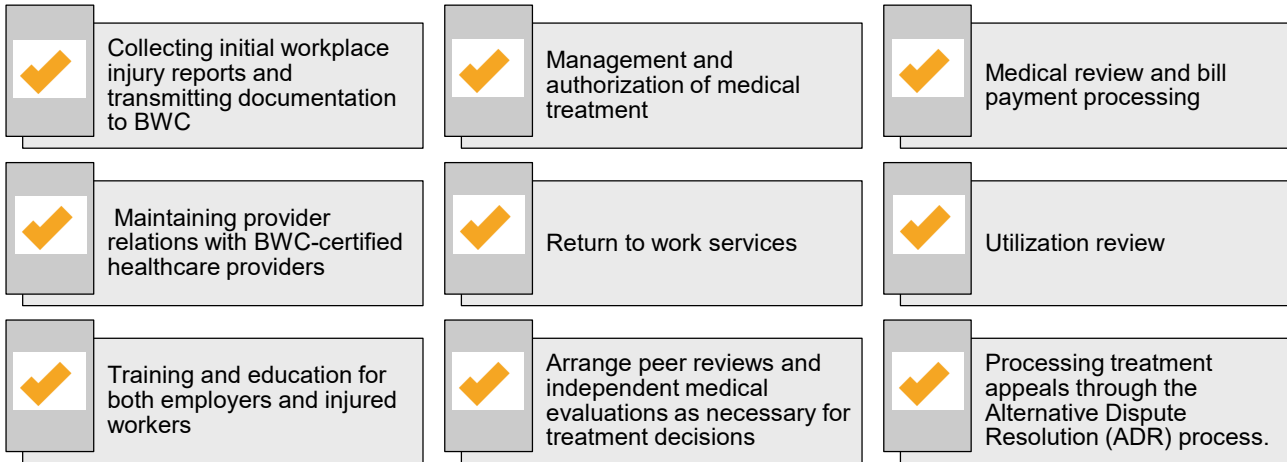 Collecting initial workplace
injury reports and
transmitting documentation
to BWC
Management and
authorization of medical
treatment
Medical review and bill
payment processing
Maintaining provider
relations with BWC-certified
healthcare providers
Return to work services
Utilization review
Training and education for
both employers and injured
workers
Arrange peer reviews and
independent medical
evaluations as necessary for
treatment decisions
Processing treatment
appeals through the
Alternative Dispute
Resolution (ADR) process.